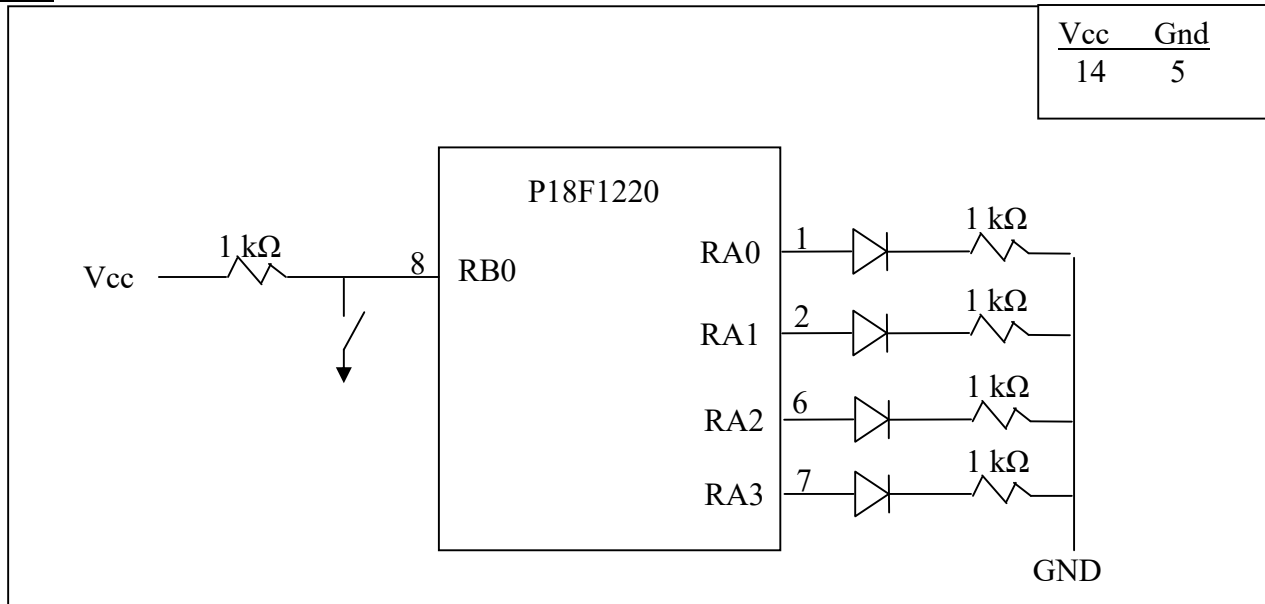 Vcc Gnd
14 5
P18F1220
1 kΩ
Vcc
8
RB0
RA0
1
1 kΩ
RA1
2
1 kΩ
RA2
6
1 kΩ
RA3
7
1 kΩ
GND